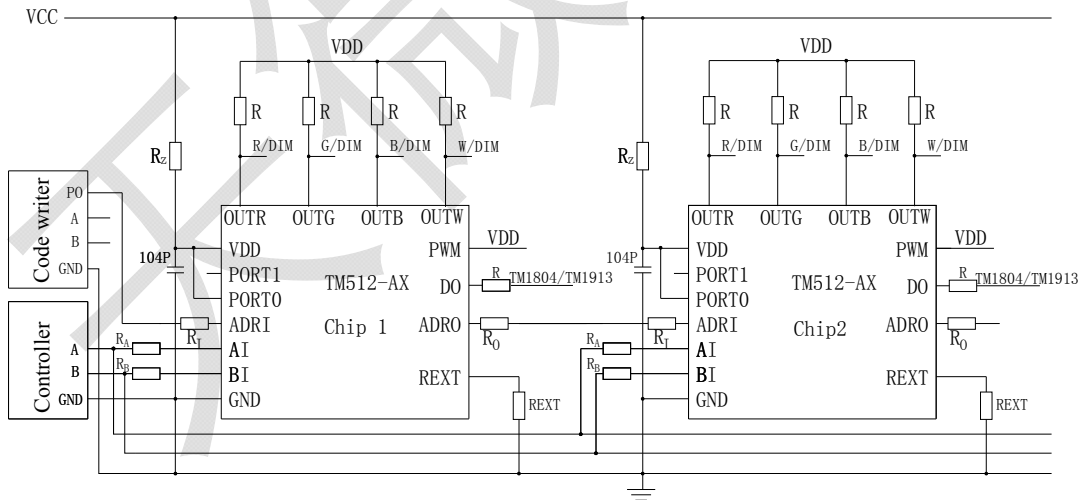 VCC
VDD
VDD
R
R
R
R
R
R
R
R
R/DIM
G/DIM
B/DIM
W/DIM
R/DIM
G/DIM
B/DIM
W/DIM
RZ
RZ
Code writer
PO
A
B
GND
OUTR
OUTG
OUTB
OUTW
OUTR
OUTG
OUTB
OUTW
104P
VDD
PORT1
PORT0
ADRI
AI
BI
GND
TM512-AX
Chip 1
PWM
DO
ADRO
REXT
VDD
R
TM1804/TM1913
RO
REXT
104P
VDD
PORT1
PORT0
ADRI
AI
BI
GND
TM512-AX
Chip2
PWM
DO
ADRO
REXT
VDD
R
TM1804/TM1913
RO
REXT
Controller
A
B
GND
RI
RA
RB
RI
RA
RB